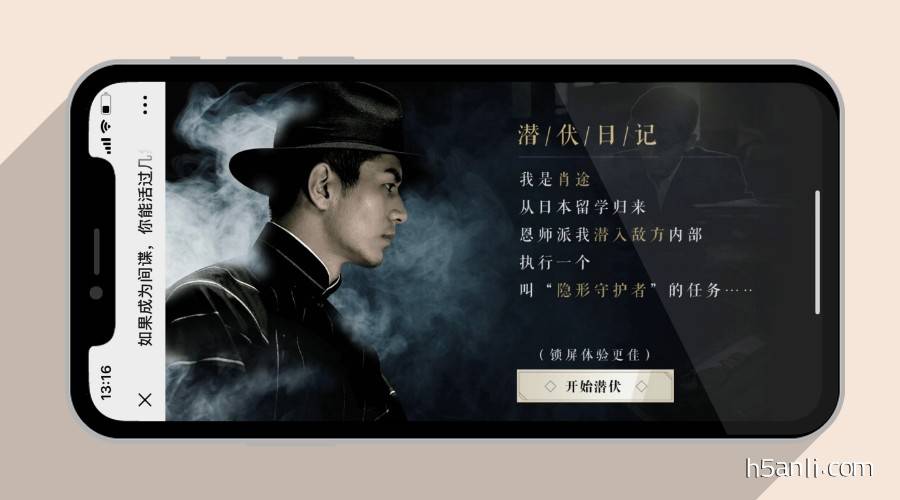 13:16
如果成为间谍，你能活过几
潜/伏/日/记
我是肖途
从日本留学归来
恩师派我潜入敌方内部
执行一个
叫“隐形守护者”的任务……
（锁屏体验更佳）
开始潜伏
h5anli.com